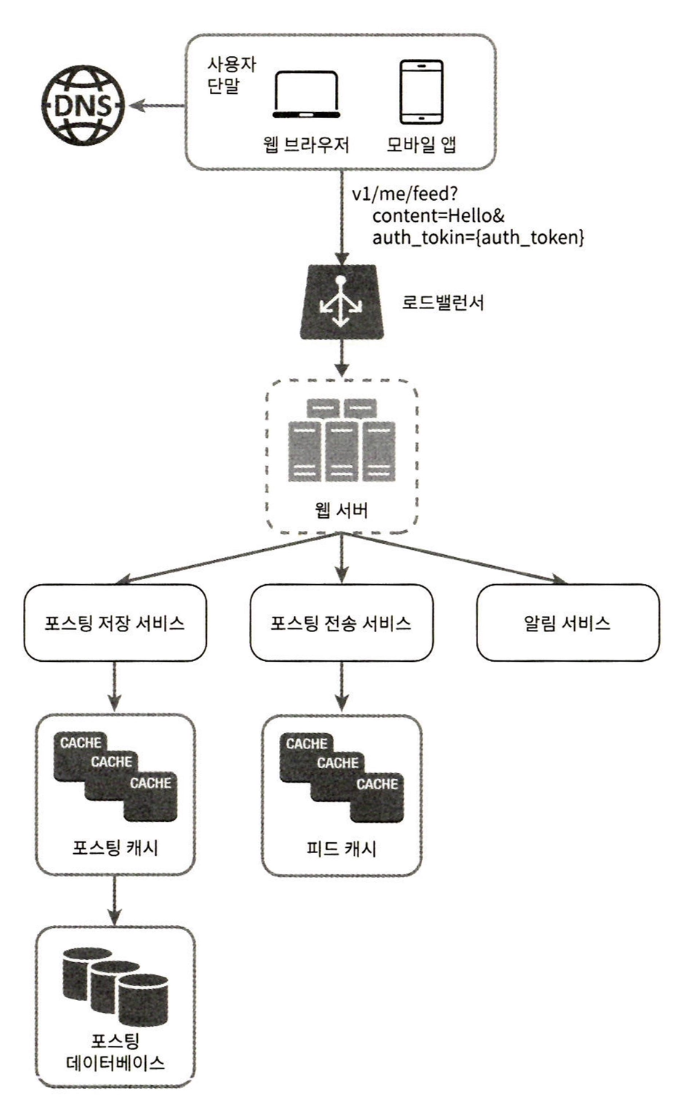 사용자
단말
DNS
웹 브라우저
모바일 앱
v1/me/feed?
content=Hello&
auth_tokin={auth_token}
로드밸런서
웹 서버
포스팅 저장 서비스
포스팅 전송 서비스
알림 서비스
CACHE
CACHE
CACHE
포스팅 캐시
CACHE
CACHE
CACHE
피드 캐시
포스팅
데이터베이스